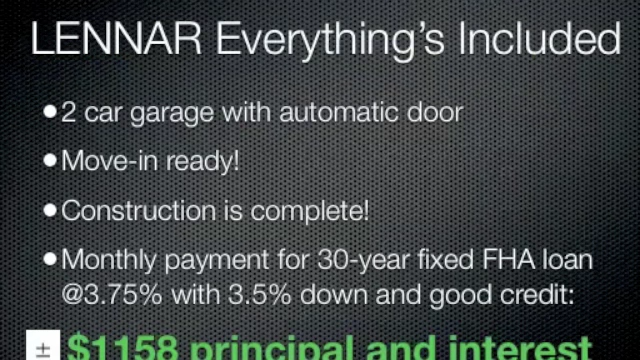 LENNAR Everything’s Included
•2 car garage with automatic door
•Move-in ready!
•Construction is complete!
•Monthly payment for 30-year fixed FHA loan
@3.75% with 3.5% down and good credit:
± $1158 principal and interest